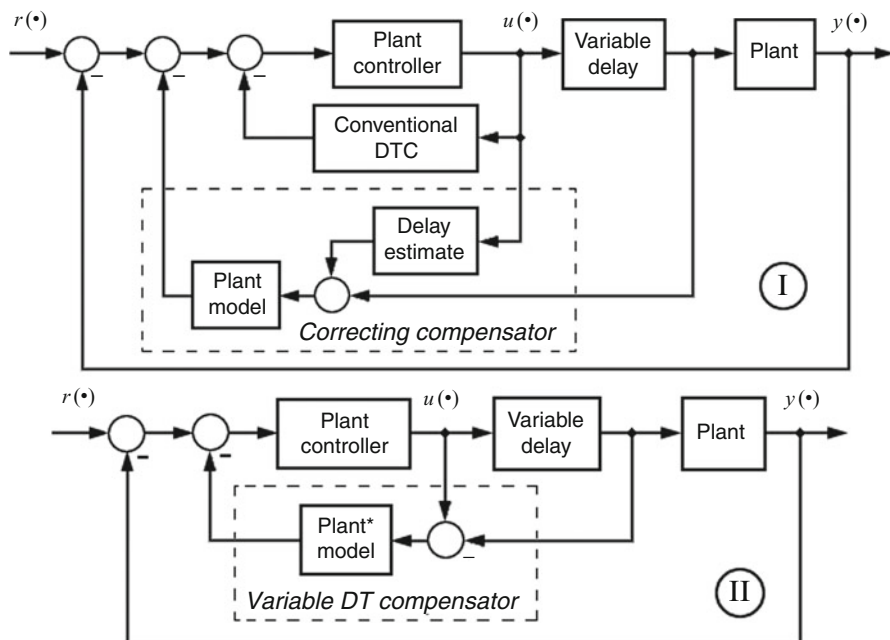 r(•)
u(•)
y(•)
Plant
controller
Variable
delay
Plant
Conventional
DTC
Delay
estimate
Plant
model
Correcting compensator
I
r(•)
u(•)
y(•)
Plant
controller
Variable
delay
Plant
Plant*
model
Variable DT compensator
II